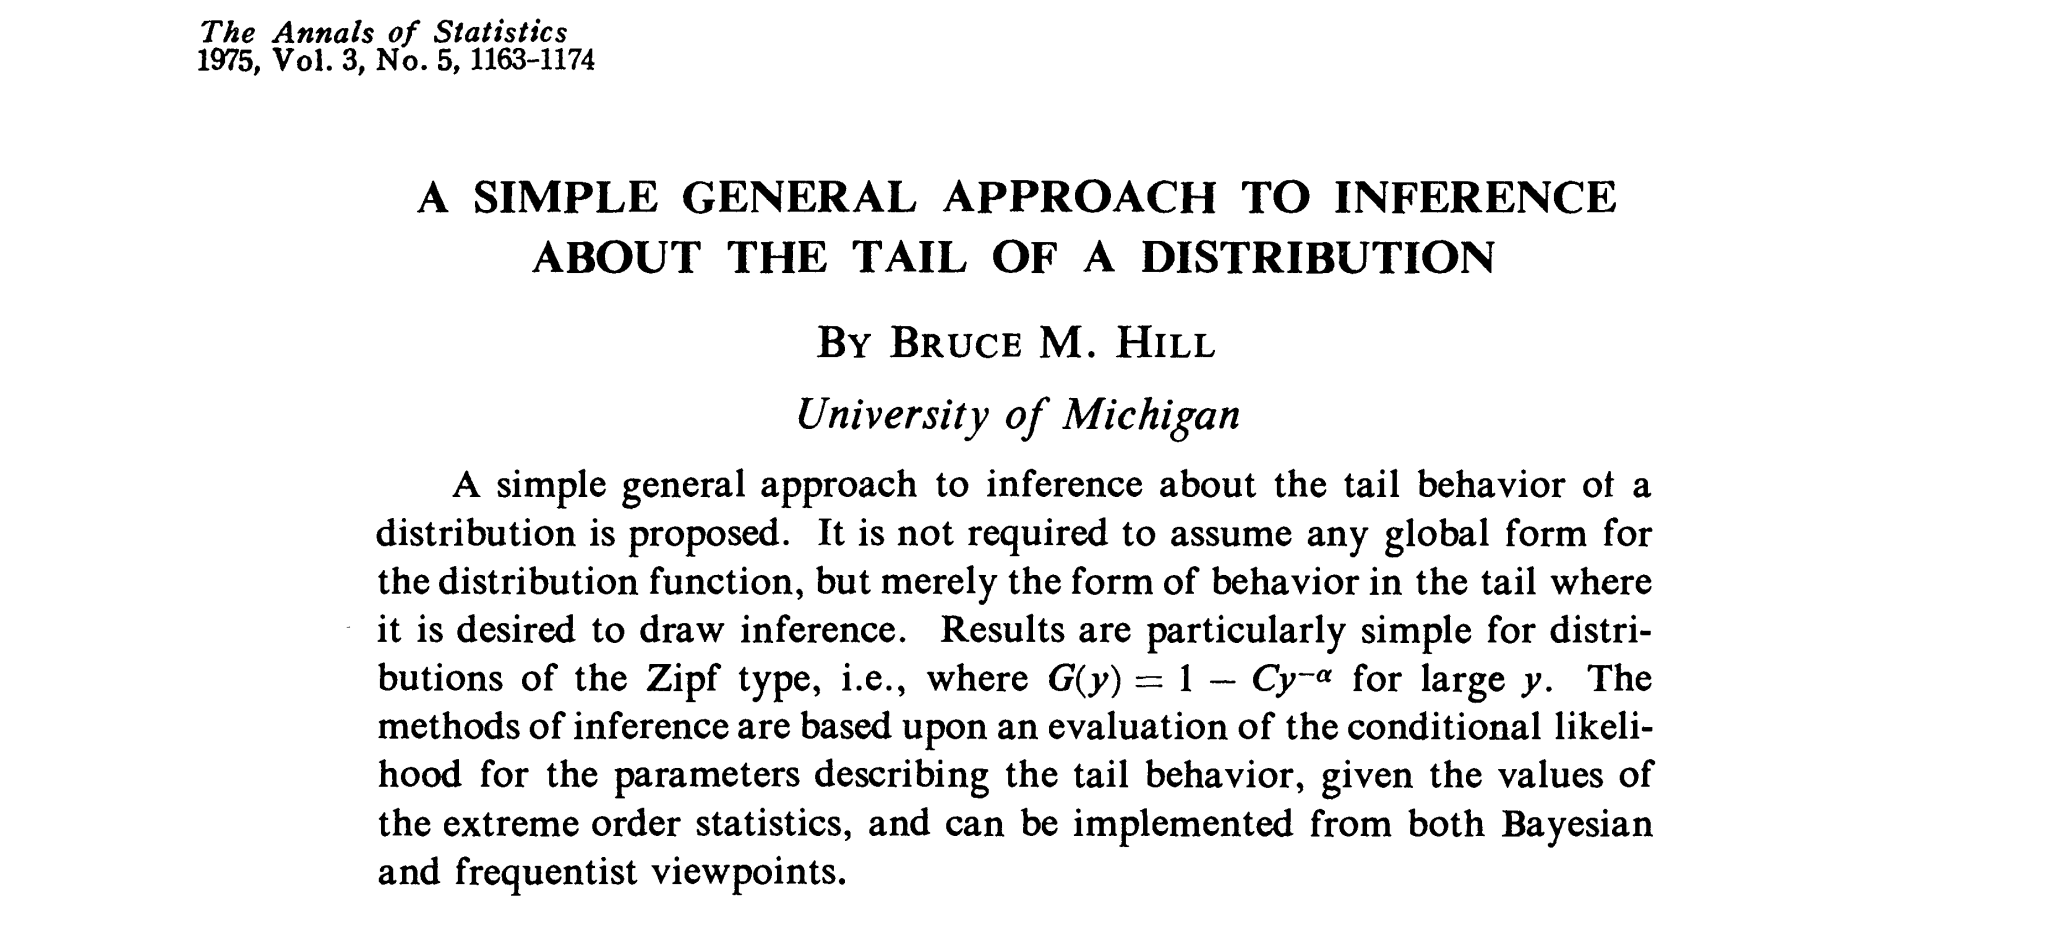 The Annals of Statistics
1975, Vol. 3, No. 5, 1163-1174
A SIMPLE GENERAL APPROACH TO INFERENCE
ABOUT THE TAIL OF A DISTRIBUTION
BY BRUCE M. HILL
University of Michigan
A simple general approach to inference about the tail behavior of a
distribution is proposed. It is not required to assume any global form for
the distribution function, but merely the form of behavior in the tail where
it is desired to draw inference. Results are particularly simple for distri-
butions of the Zipf type, i.e., where G(y) = 1 − Cy^{−α} for large y. The
methods of inference are based upon an evaluation of the conditional likeli-
hood for the parameters describing the tail behavior, given the values of
the extreme order statistics, and can be implemented from both Bayesian
and frequentist viewpoints.